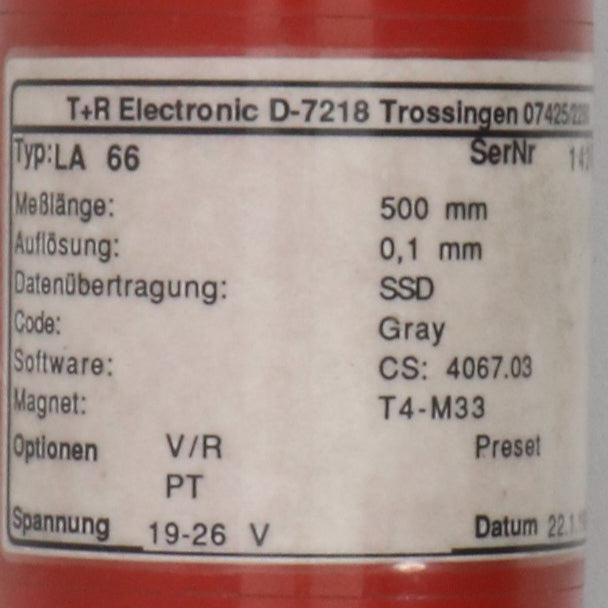 T+R Electronic D-7218 Trossingen
Typ: LA 66 SerNr
Meßlänge: 500 mm
Auflösung: 0,1 mm
Datenübertragung: SSD
Code: Gray
Software: CS: 4067.03
Magnet: T4-M33
Optionen V/R Preset
PT
Spannung 19-26 V Datum